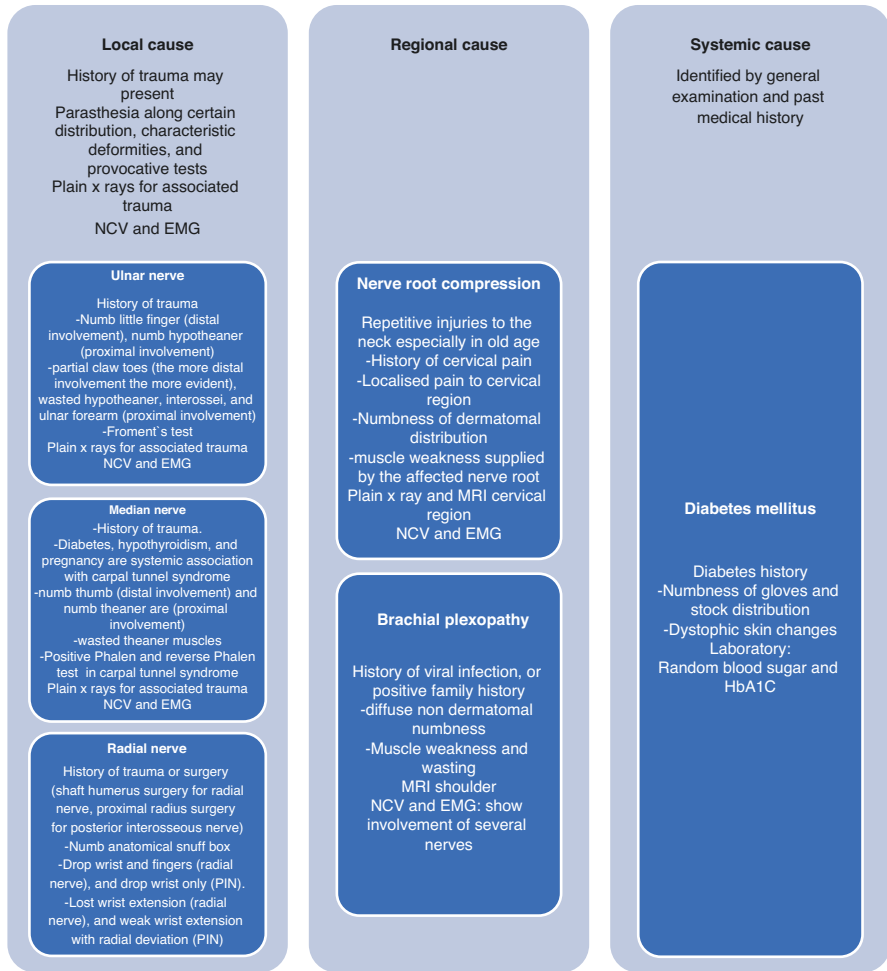 Local cause
History of trauma may
present
Parasthesia along certain
distribution, characteristic
deformities, and
provocative tests
Plain x rays for associated
trauma
NCV and EMG
Ulnar nerve
History of trauma
-Numb little finger (distal
involvement), numb hypotheaner
(proximal involvement)
-partial claw toes (the more distal
involvement the more evident),
wasted hypotheaner, interossei, and
ulnar forearm (proximal involvement)
-Froment`s test
Plain x rays for associated trauma
NCV and EMG
Median nerve
-History of trauma.
-Diabetes, hypothyroidism, and
pregnancy are systemic association
with carpal tunnel syndrome
-numb thumb (distal involvement) and
numb theaner are (proximal
involvement)
-wasted theaner muscles
-Positive Phalen and reverse Phalen
test in carpal tunnel syndrome
Plain x rays for associated trauma
NCV and EMG
Radial nerve
History of trauma or surgery
(shaft humerus surgery for radial
nerve, proximal radius surgery
for posterior interosseous nerve)
-Numb anatomical snuff box
-Drop wrist and fingers (radial
nerve), and drop wrist only (PIN).
-Lost wrist extension (radial
nerve), and weak wrist extension
with radial deviation (PIN)
Regional cause
Nerve root compression
Repetitive injuries to the
neck especially in old age
-History of cervical pain
-Localised pain to cervical
region
-Numbness of dermatomal
distribution
-muscle weakness supplied
by the affected nerve root
Plain x ray and MRI cervical
region
NCV and EMG
Brachial plexopathy
History of viral infection, or
positive family history
-diffuse non dermatomal
numbness
-Muscle weakness and
wasting
MRI shoulder
NCV and EMG: show
involvement of several
nerves
Systemic cause
Identified by general
examination and past
medical history
Diabetes mellitus
Diabetes history
-Numbness of gloves and
stock distribution
-Dystophic skin changes
Laboratory:
Random blood sugar and
HbA1C